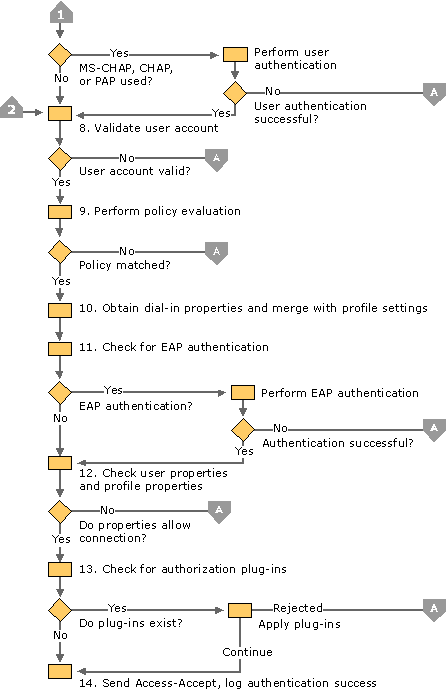 1
Yes
Perform user
authentication
MS-CHAP, CHAP,
or PAP used?
No
No
A
User authentication
successful?
2
Yes
8. Validate user account
No
A
User account valid?
Yes
9. Perform policy evaluation
No
A
Policy matched?
Yes
10. Obtain dial-in properties and merge with profile settings
11. Check for EAP authentication
Yes
Perform EAP authentication
EAP authentication?
No
No
A
Authentication successful?
Yes
12. Check user properties
and profile properties
No
A
Do properties allow
connection?
Yes
13. Check for authorization plug-ins
Yes
Rejected
A
Do plug-ins exist?
Apply plug-ins
No
Continue
14. Send Access-Accept, log authentication success